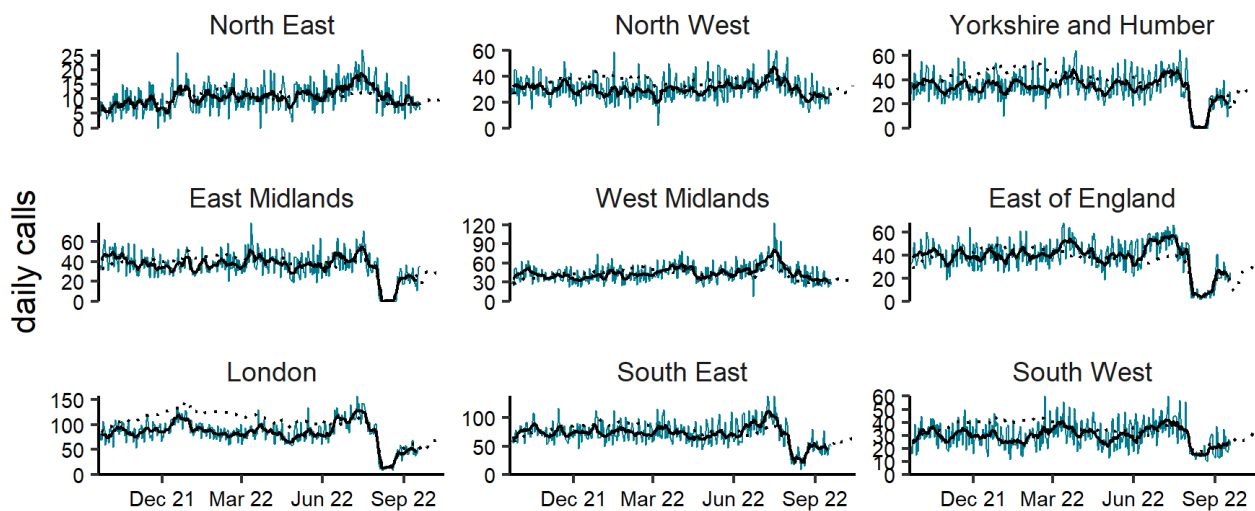 North East North West Yorkshire and Humber
25 60 60
20
15 40 40
10 20 20
5
0 0 0
East Midlands West Midlands East of England
60 120 60
40 90 40
20 60 20
30
0 0 0
daily calls
London South East South West
150 100 60
100 50 50
50 40
30
20
10
0 0 0
Dec 21 Mar 22 Jun 22 Sep 22 Dec 21 Mar 22 Jun 22 Sep 22 Dec 21 Mar 22 Jun 22 Sep 22